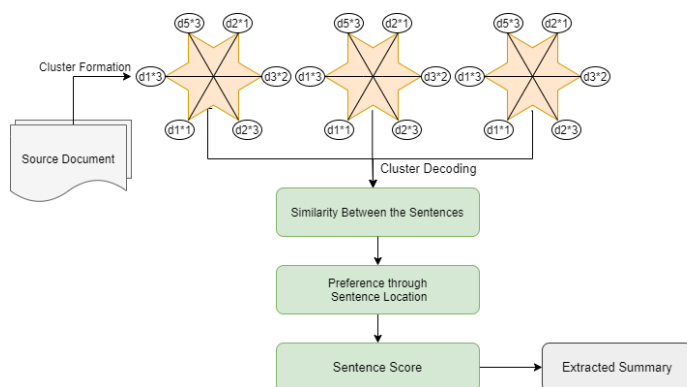 d5*3 d2*1 d5*3 d2*1 d5*3 d2*1
Cluster Formation
d1*3 d3*2 d1*3 d3*2 d1*3 d3*2
d1*1 d2*3 d1*1 d2*3 d1*1 d2*3
Source Document
Cluster Decoding
Similarity Between the Sentences
Preference through
Sentence Location
Sentence Score
Extracted Summary